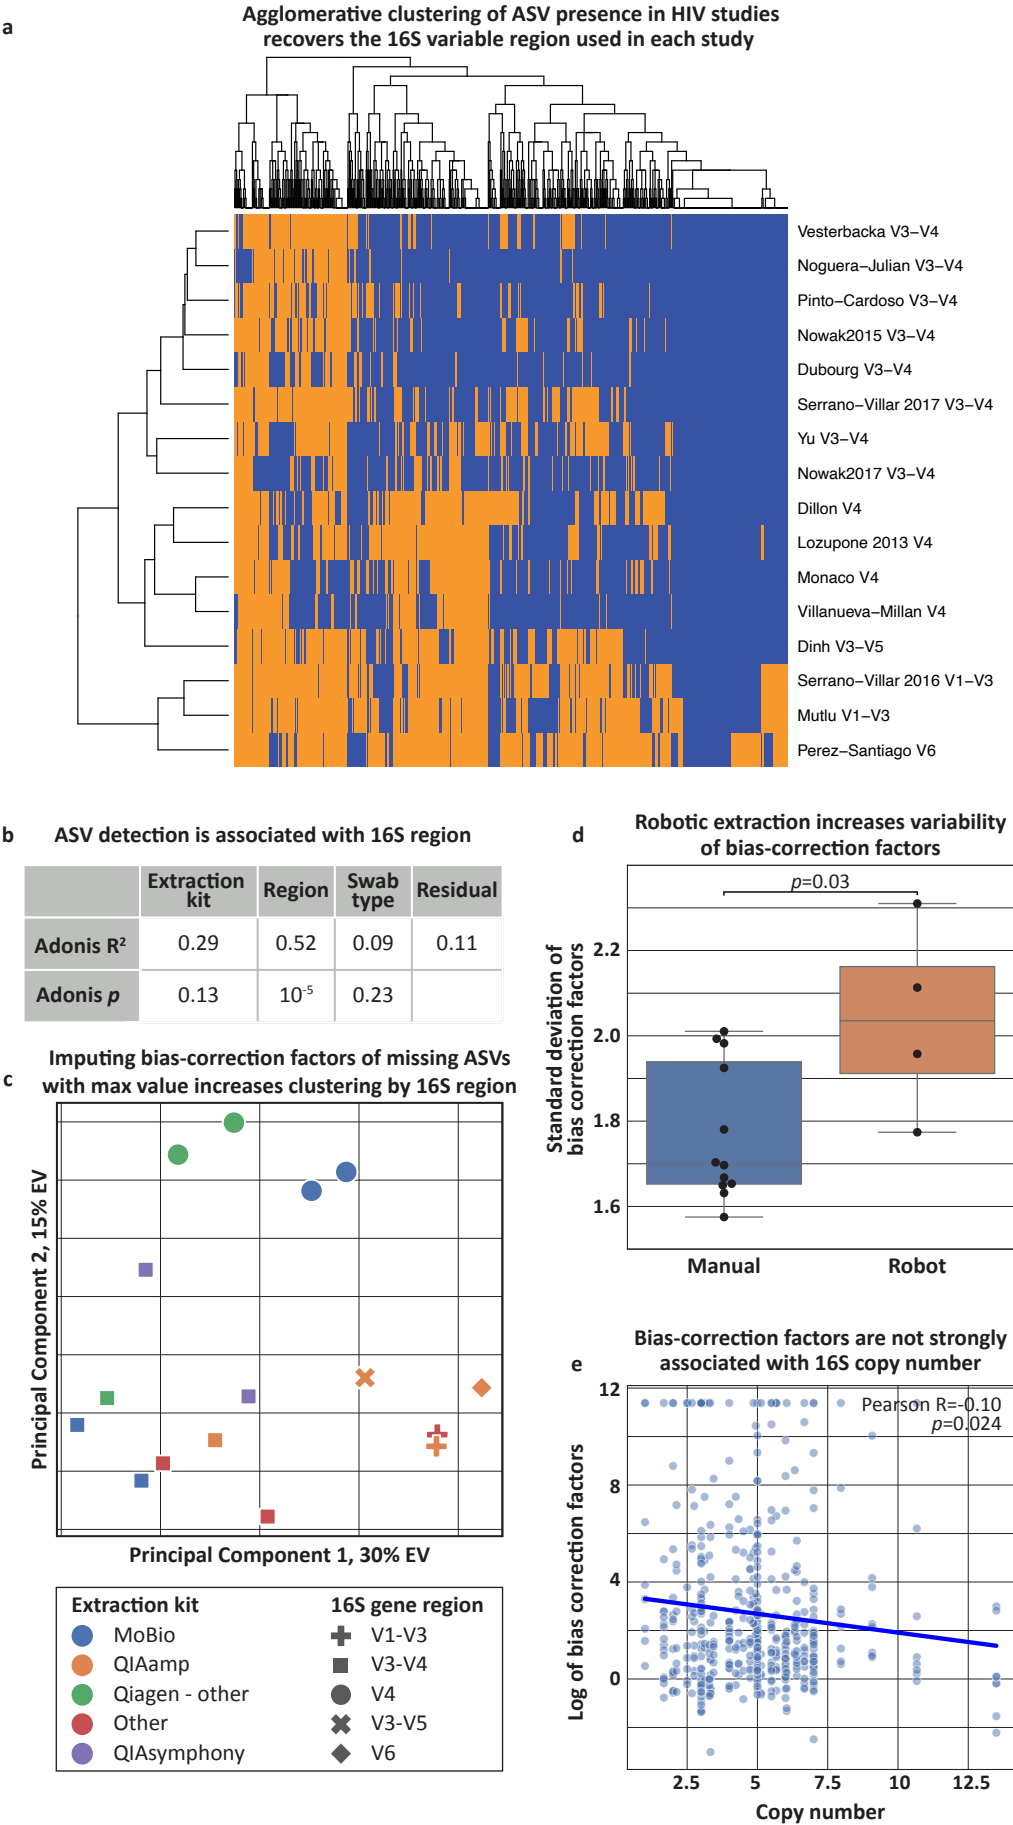 a
Agglomerative clustering of ASV presence in HIV studies
recovers the 16S variable region used in each study
Vesterbacka V3−V4
Noguera−Julian V3−V4
Pinto−Cardoso V3−V4
Nowak2015 V3−V4
Dubourg V3−V4
Serrano−Villar 2017 V3−V4
Yu V3−V4
Nowak2017 V3−V4
Dillon V4
Lozupone 2013 V4
Monaco V4
Villanueva−Millan V4
Dinh V3−V5
Serrano−Villar 2016 V1−V3
Mutlu V1−V3
Perez−Santiago V6
b
ASV detection is associated with 16S region
Extraction kit Region Swab type Residual
Adonis R² 0.29 0.52 0.09 0.11
Adonis p 0.13 10⁻⁵ 0.23
c
Imputing bias-correction factors of missing ASVs
with max value increases clustering by 16S region
Principal Component 2, 15% EV
Principal Component 1, 30% EV
Extraction kit
MoBio
QIAamp
Qiagen - other
Other
QIAsymphony
16S gene region
V1-V3
V3-V4
V4
V3-V5
V6
d
Robotic extraction increases variability
of bias-correction factors
p=0.03
Standard deviation of
bias correction factors
2.2
2.0
1.8
1.6
Manual Robot
e
Bias-correction factors are not strongly
associated with 16S copy number
Pearson R=-0.10
p=0.024
Log of bias correction factors
12
8
4
0
2.5 5 7.5 10 12.5
Copy number